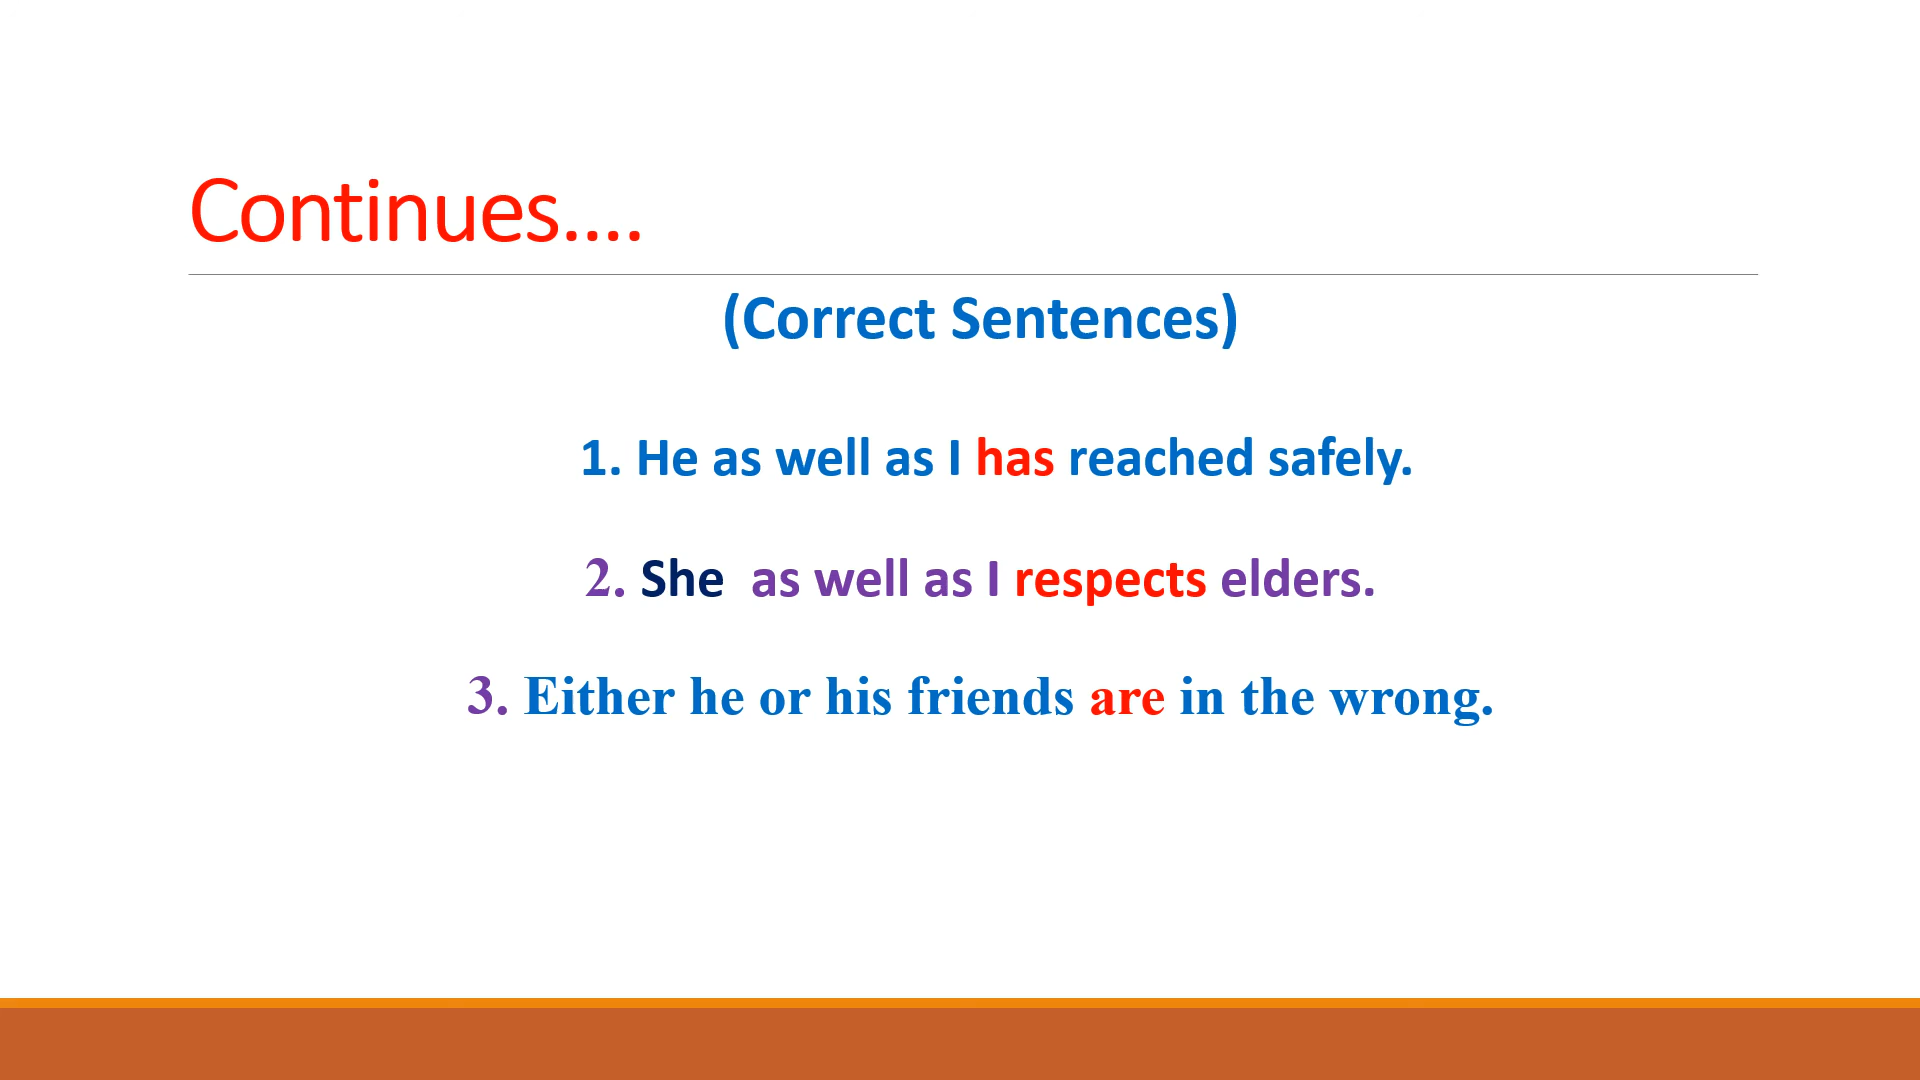 Continues....
(Correct Sentences)
1. He as well as I has reached safely.
2. She  as well as I respects elders.
3. Either he or his friends are in the wrong.